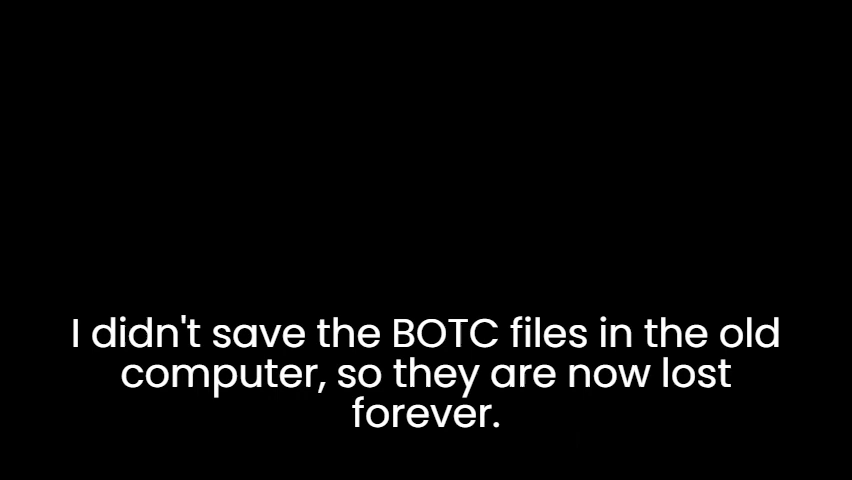 I didn't save the BOTC files in the old
computer, so they are now lost
forever.